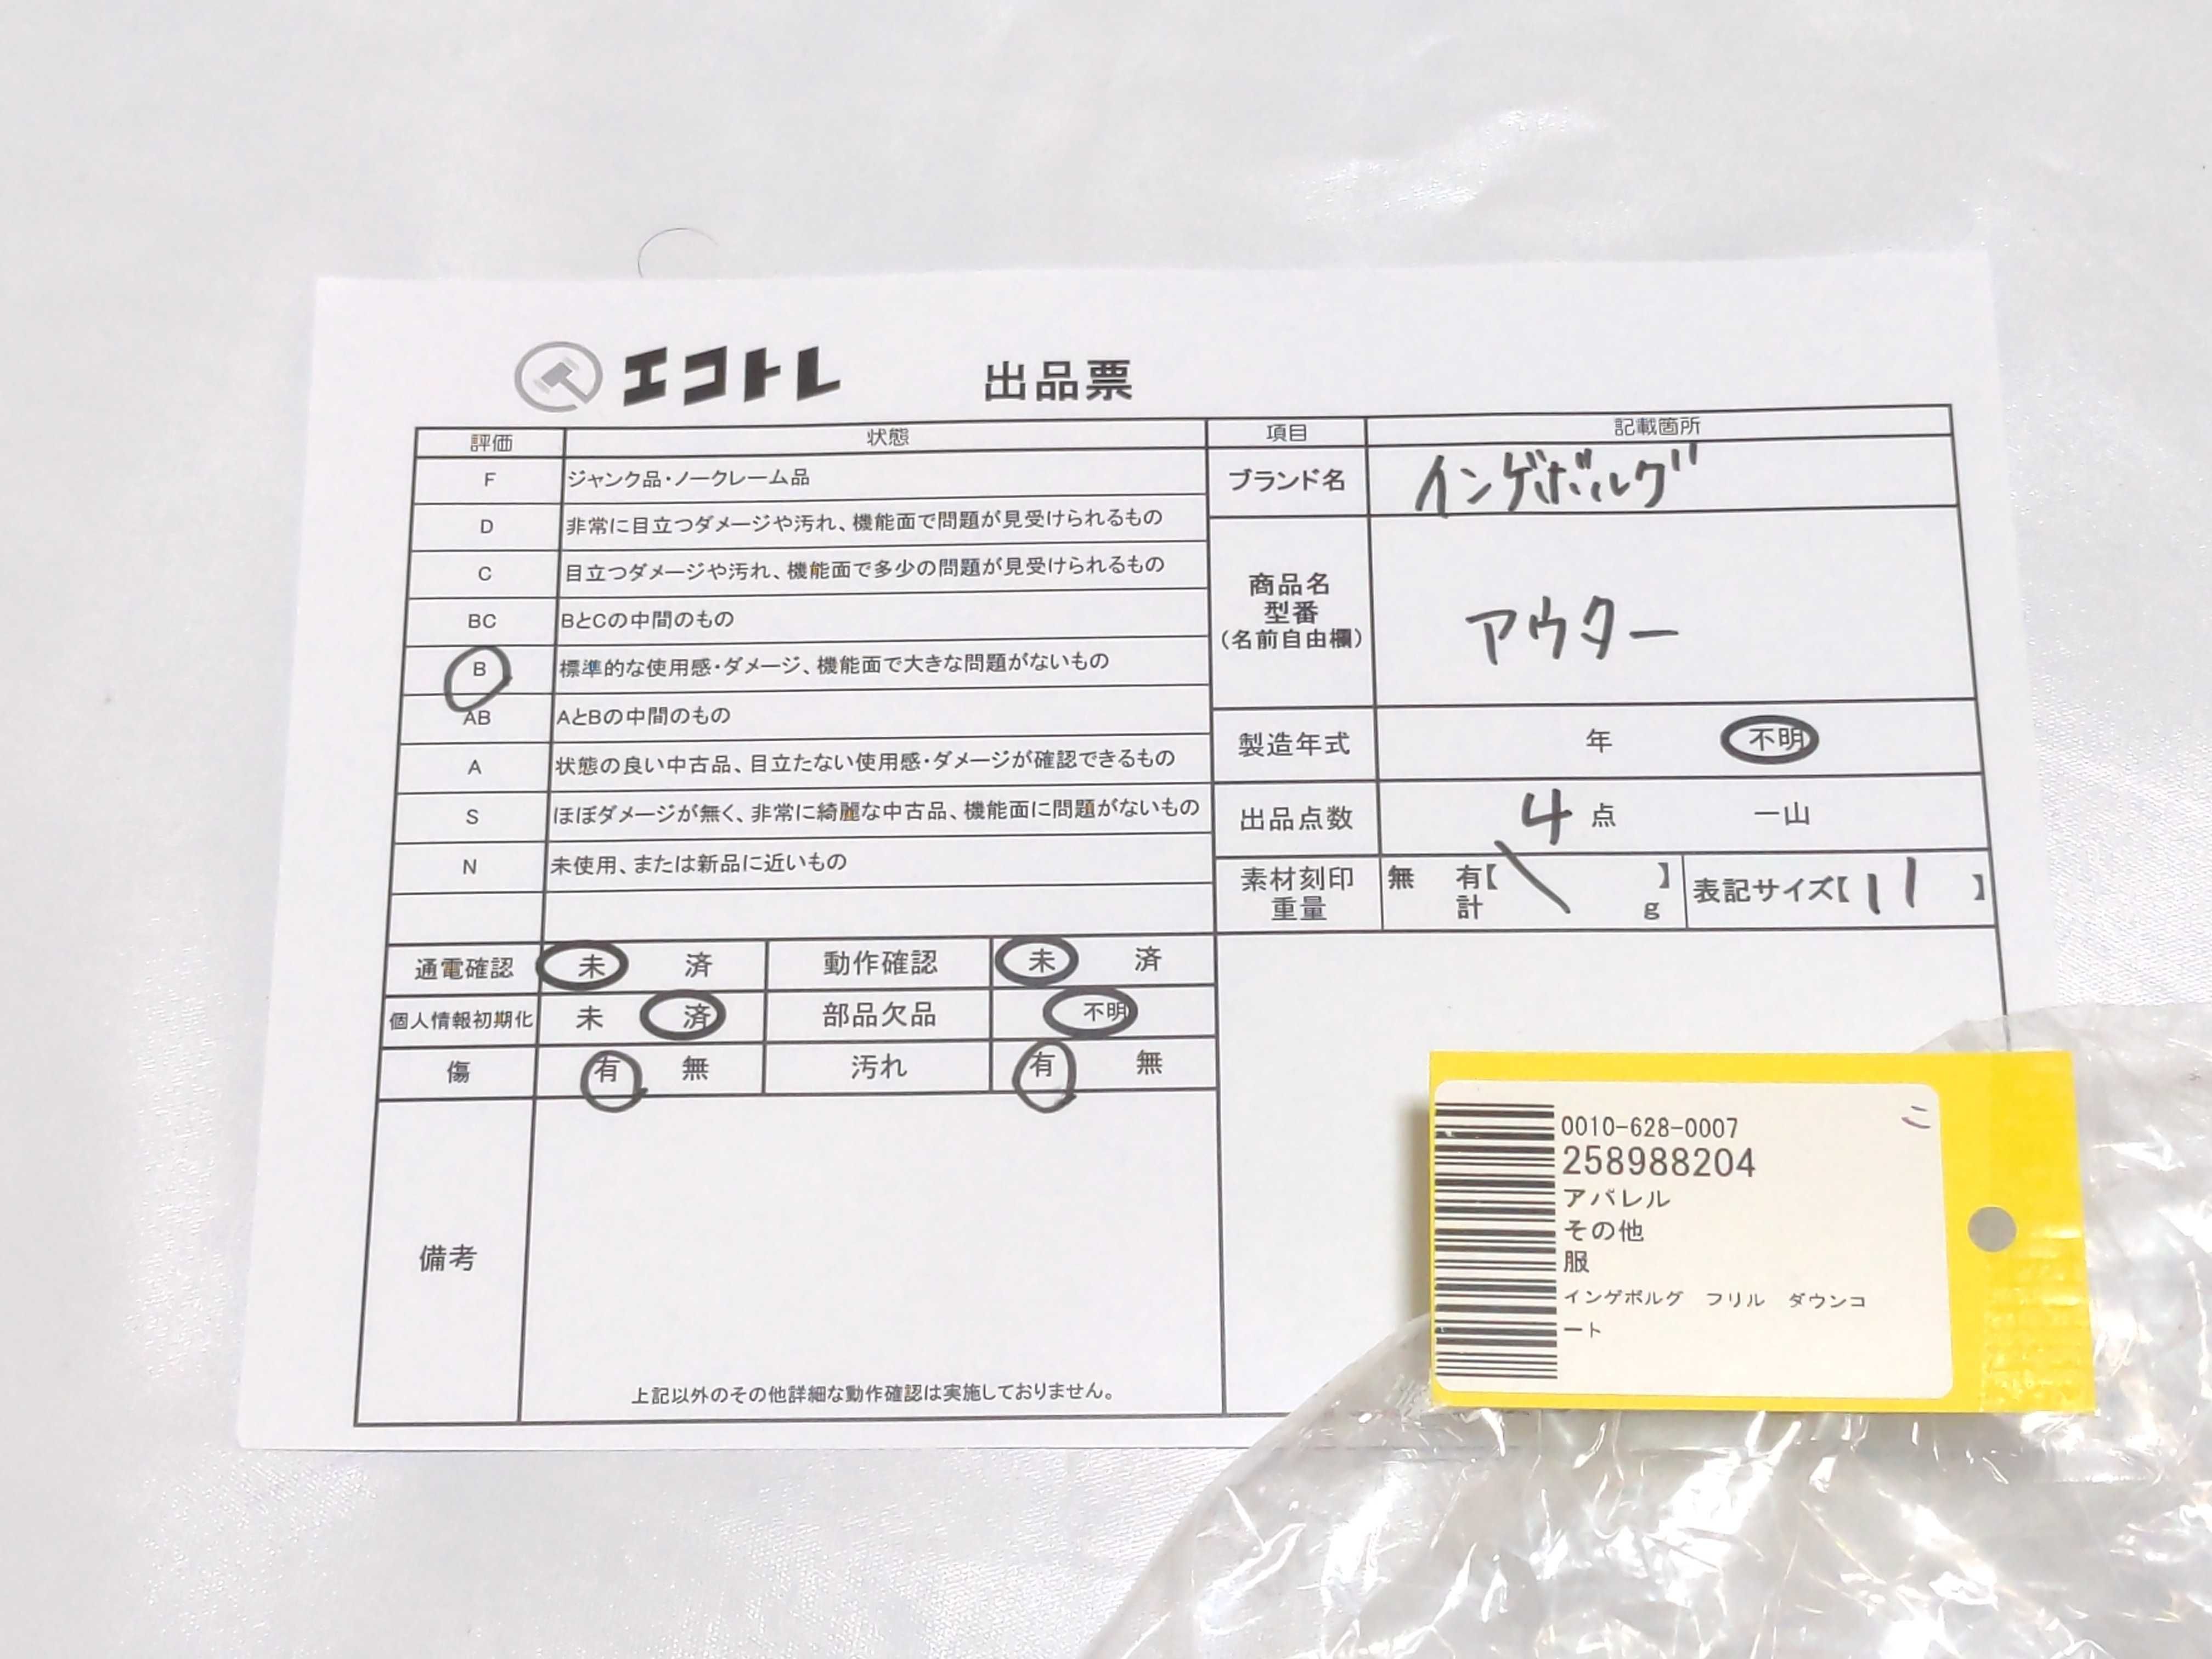 エコトレ 出品票
評価 状態
F ジャンク品・ノークレーム品
D 非常に目立つダメージや汚れ、機能面で問題が見受けられるもの
C 目立つダメージや汚れ、機能面で多少の問題が見受けられるもの
BC BとCの中間のもの
B 標準的な使用感・ダメージ、機能面で大きな問題がないもの
AB AとBの中間のもの
A 状態の良い中古品、目立たない使用感・ダメージが確認できるもの
S ほぼダメージが無く、非常に綺麗な中古品、機能面に問題がないもの
N 未使用、または新品に近いもの
項目 記載箇所
ブランド名 インゲボルグ
商品名
型番
(名前自由欄)
アウター
製造年式 年 不明
出品点数 4 点 一山
素材刻印 無 有【 】
重量 計 g
表記サイズ【11 】
通電確認 未 済 動作確認 未 済
個人情報初期化 未 済 部品欠品 不明
傷 有 無 汚れ 有 無
備考
上記以外のその他詳細な動作確認は実施しておりません。
0010-628-0007
258988204
アパレル
その他
服
インゲボルグ フリル ダウンコ
ート